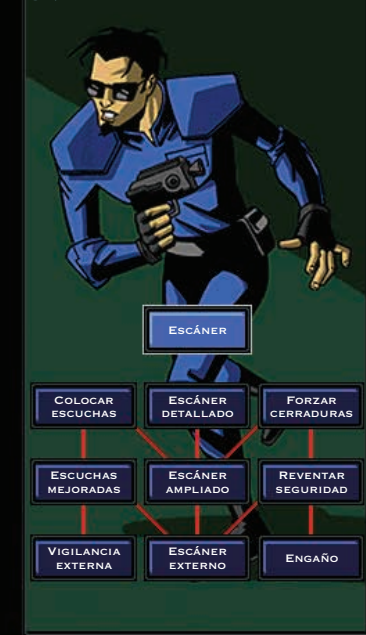 ESCÁNER
COLOCAR
ESCUCHAS
ESCÁNER
DETALLADO
FORZAR
CERRADURAS
ESCUCHAS
MEJORADAS
ESCÁNER
AMPLIADO
REVENTAR
SEGURIDAD
VIGILANCIA
EXTERNA
ESCÁNER
EXTERNO
ENGAÑO